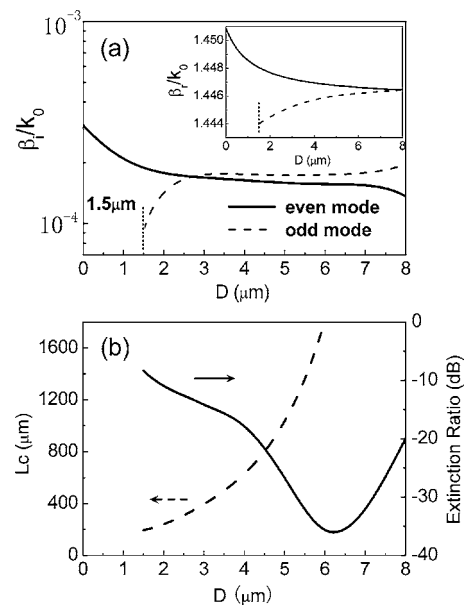 (a)
10⁻³
10⁻⁴
βᵢ/k₀
1.450
1.448
1.446
1.444
βᵣ/k₀
0 2 4 6 8
D (μm)
1.5μm
even mode
odd mode
0 1 2 3 4 5 6 7 8
D (μm)
(b)
1600
1200
800
400
0
Lc (μm)
0
-10
-20
-30
-40
Extinction Ratio (dB)
0 1 2 3 4 5 6 7 8
D (μm)